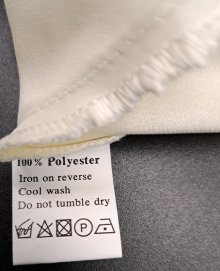 100% Polyester
Iron on reverse
Cool wash
Do not tumble dry
P